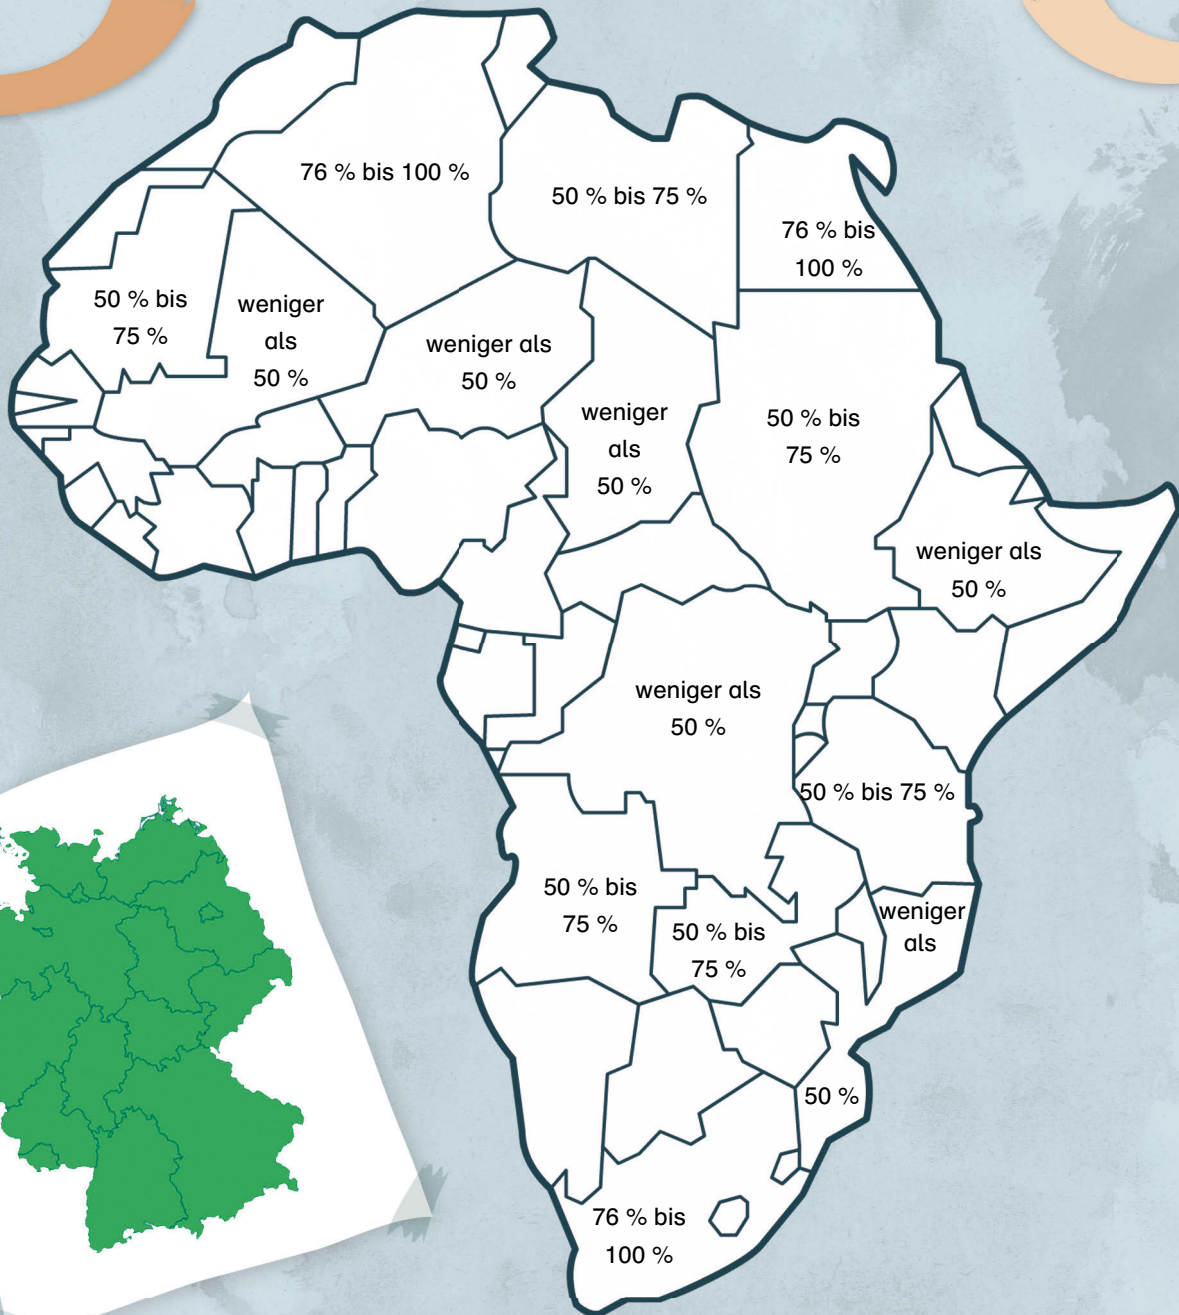 76 % bis 100 %
50 % bis 75 %
76 % bis
100 %
50 % bis
75 %
weniger
als
50 %
weniger als
50 %
weniger
als
50 %
50 % bis
75 %
weniger als
50 %
weniger als
50 %
50 % bis 75 %
50 % bis
75 %
50 % bis
75 %
weniger
als
50 %
76 % bis
100 %